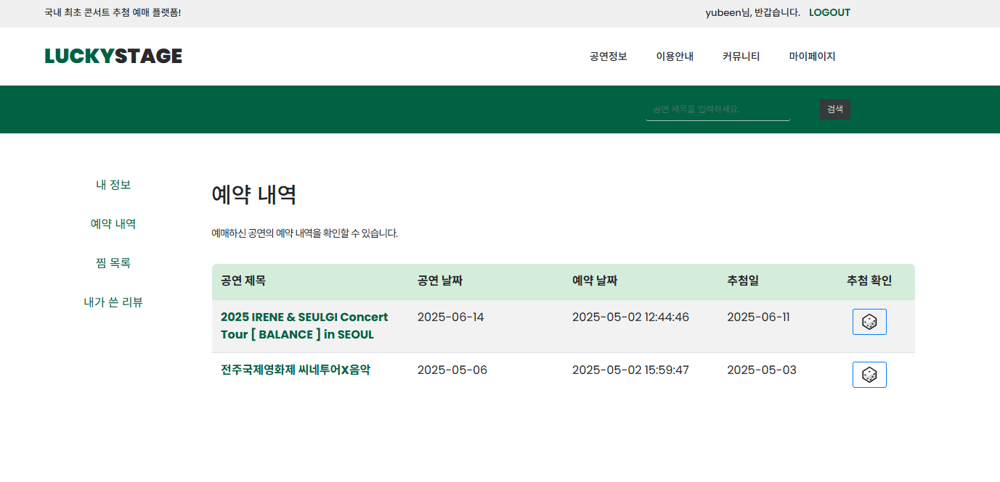 국내 최초 콘서트 추첨 예매 플랫폼!
yubeen님, 반갑습니다. LOGOUT
LUCKYSTAGE
공연정보 이용안내 커뮤니티 마이페이지
공연 제목을 입력하세요. 검색
내 정보
예약 내역
찜 목록
내가 쓴 리뷰
예약 내역
예매하신 공연의 예약 내역을 확인할 수 있습니다.
공연 제목 공연 날짜 예약 날짜 추첨일 추첨 확인
2025 IRENE & SEULGI Concert 2025-06-14 2025-05-02 12:44:46 2025-06-11
Tour [ BALANCE ] in SEOUL
전주국제영화제 씨네투어X음악 2025-05-06 2025-05-02 15:59:47 2025-05-03